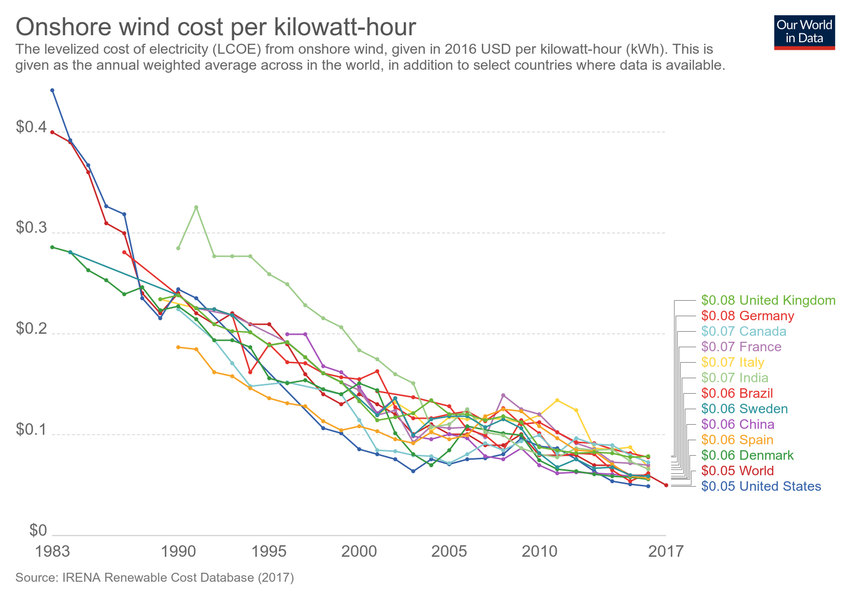 Onshore wind cost per kilowatt-hour
Our World
in Data
The levelized cost of electricity (LCOE) from onshore wind, given in 2016 USD per kilowatt-hour (kWh). This is
given as the annual weighted average across in the world, in addition to select countries where data is available.
$0.4
$0.3
$0.2
$0.1
$0
1983
1990
1995
2000
2005
2010
2017
$0.08 United Kingdom
$0.08 Germany
$0.07 Canada
$0.07 France
$0.07 Italy
$0.07 India
$0.06 Brazil
$0.06 Sweden
$0.06 China
$0.06 Spain
$0.06 Denmark
$0.05 World
$0.05 United States
Source: IRENA Renewable Cost Database (2017)